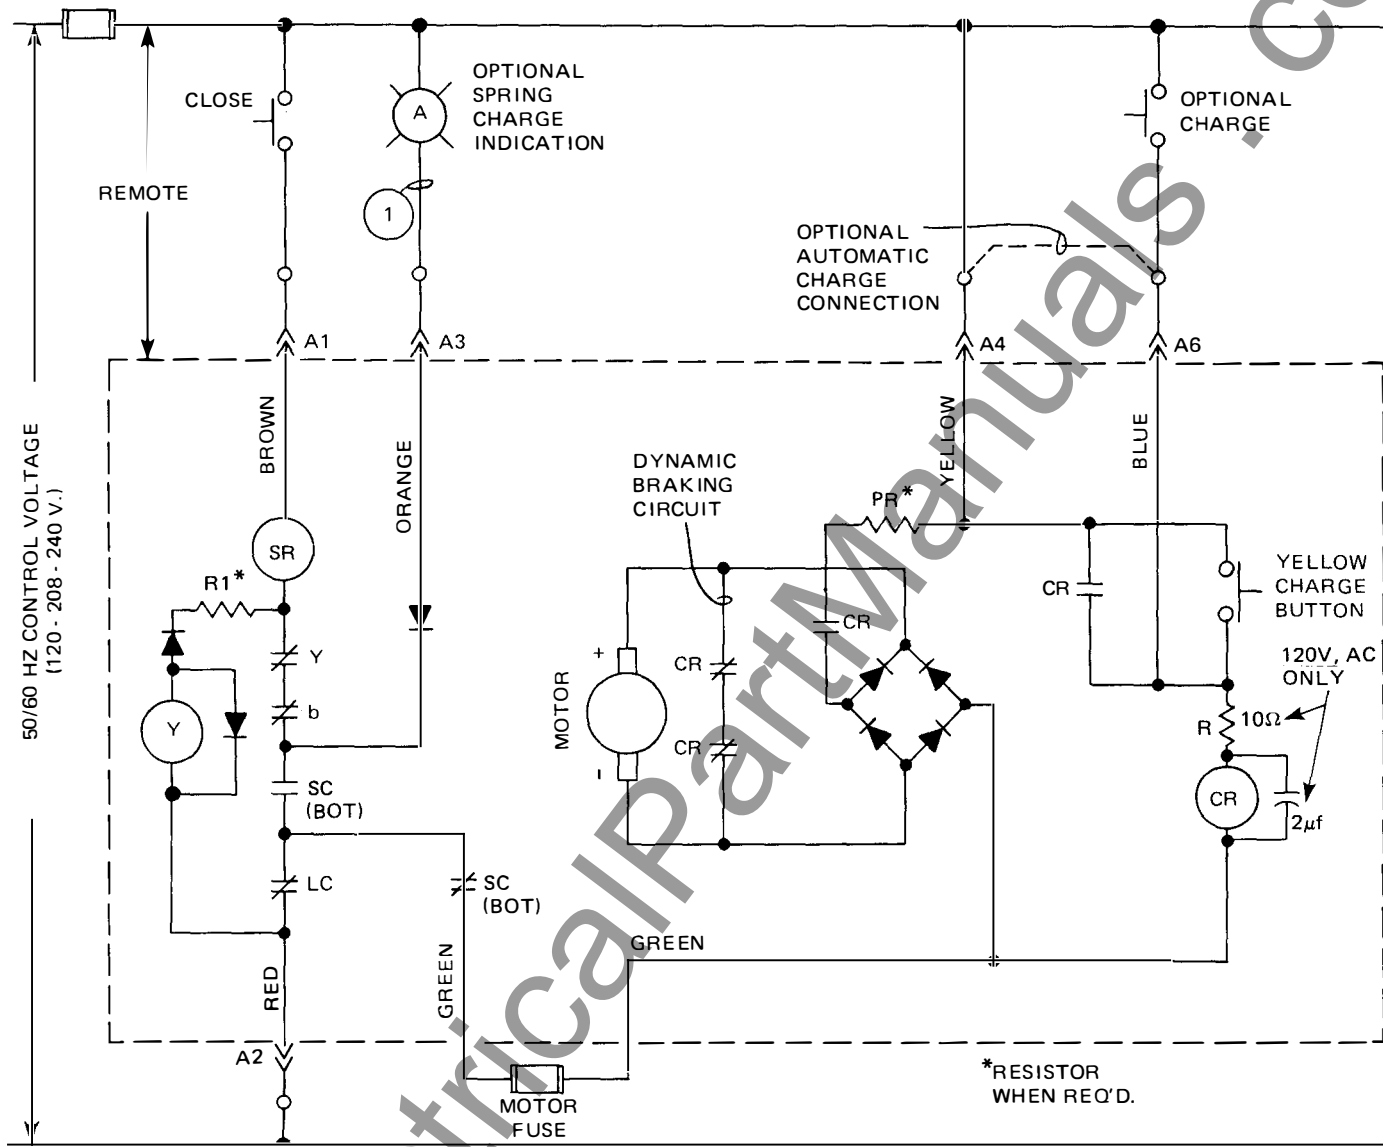 CLOSE
OPTIONAL
SPRING
CHARGE
INDICATION
A
OPTIONAL
CHARGE
REMOTE
1
OPTIONAL
AUTOMATIC
CHARGE
CONNECTION
A1
A3
A4
A6
50/60 HZ CONTROL VOLTAGE
(120 - 208 - 240 V.)
BROWN
ORANGE
YELLOW
BLUE
DYNAMIC
BRAKING
CIRCUIT
PR*
SR
R1*
CR
CR
YELLOW
CHARGE
BUTTON
Y
+
CR
120V, AC
ONLY
MOTOR
b
Y
CR
R
10Ω
-
SC
(BOT)
CR
2µf
LC
SC
(BOT)
GREEN
RED
GREEN
A2
*RESISTOR
WHEN REQ'D.
MOTOR
FUSE
ctricalPartManuals . co